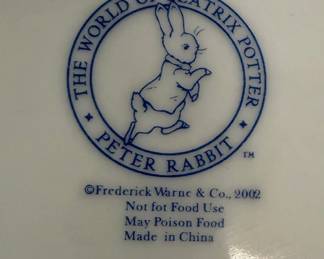 THE WORLD OF BEATRIX POTTER
PETER RABBIT
TM
©Frederick Warne & Co., 2002
Not fot Food Use
May Poison Food
Made in China